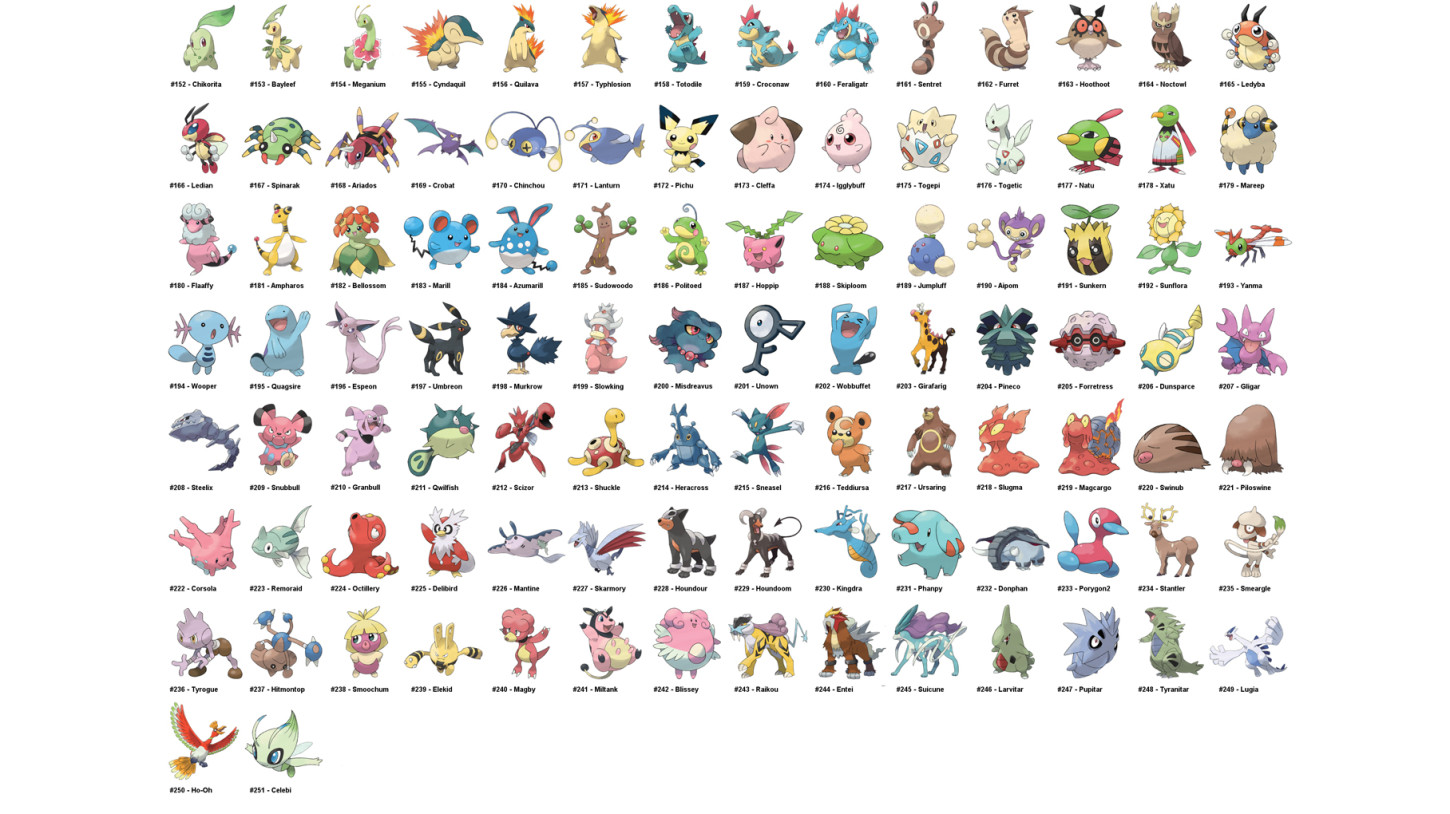 #152 - Chikorita #153 - Bayleef #154 - Meganium #155 - Cyndaquil #156 - Quilava #157 - Typhlosion #158 - Totodile #159 - Croconaw #160 - Feraligatr #161 - Sentret #162 - Furret #163 - Hoothoot #164 - Noctowl #165 - Ledyba
#166 - Ledian #167 - Spinarak #168 - Ariados #169 - Crobat #170 - Chinchou #171 - Lanturn #172 - Pichu #173 - Cleffa #174 - Igglybuff #175 - Togepi #176 - Togetic #177 - Natu #178 - Xatu #179 - Mareep
#180 - Flaaffy #181 - Ampharos #182 - Bellossom #183 - Marill #184 - Azumarill #185 - Sudowoodo #186 - Politoed #187 - Hoppip #188 - Skiploom #189 - Jumpluff #190 - Aipom #191 - Sunkern #192 - Sunflora #193 - Yanma
#194 - Wooper #195 - Quagsire #196 - Espeon #197 - Umbreon #198 - Murkrow #199 - Slowking #200 - Misdreavus #201 - Unown #202 - Wobbuffet #203 - Girafarig #204 - Pineco #205 - Forretress #206 - Dunsparce #207 - Gligar
#208 - Steelix #209 - Snubbull #210 - Granbull #211 - Qwilfish #212 - Scizor #213 - Shuckle #214 - Heracross #215 - Sneasel #216 - Teddiursa #217 - Ursaring #218 - Slugma #219 - Magcargo #220 - Swinub #221 - Piloswine
#222 - Corsola #223 - Remoraid #224 - Octillery #225 - Delibird #226 - Mantine #227 - Skarmory #228 - Houndour #229 - Houndoom #230 - Kingdra #231 - Phanpy #232 - Donphan #233 - Porygon2 #234 - Stantler #235 - Smeargle
#236 - Tyrogue #237 - Hitmontop #238 - Smoochum #239 - Elekid #240 - Magby #241 - Miltank #242 - Blissey #243 - Raikou #244 - Entei #245 - Suicune #246 - Larvitar #247 - Pupitar #248 - Tyranitar #249 - Lugia
#250 - Ho-Oh #251 - Celebi